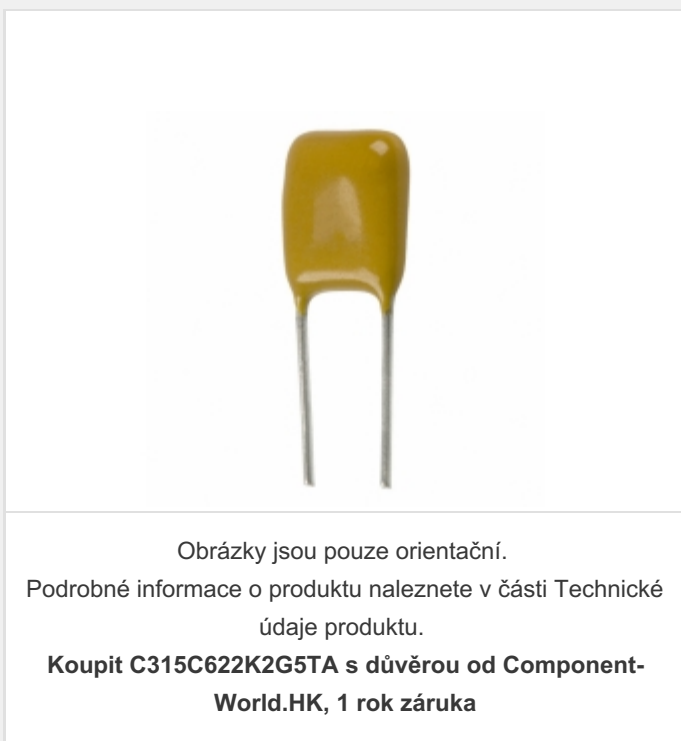 Obrázky jsou pouze orientační.
Podrobné informace o produktu naleznete v části Technické
údaje produktu.
Koupit C315C622K2G5TA s důvěrou od Component-
World.HK, 1 rok záruka